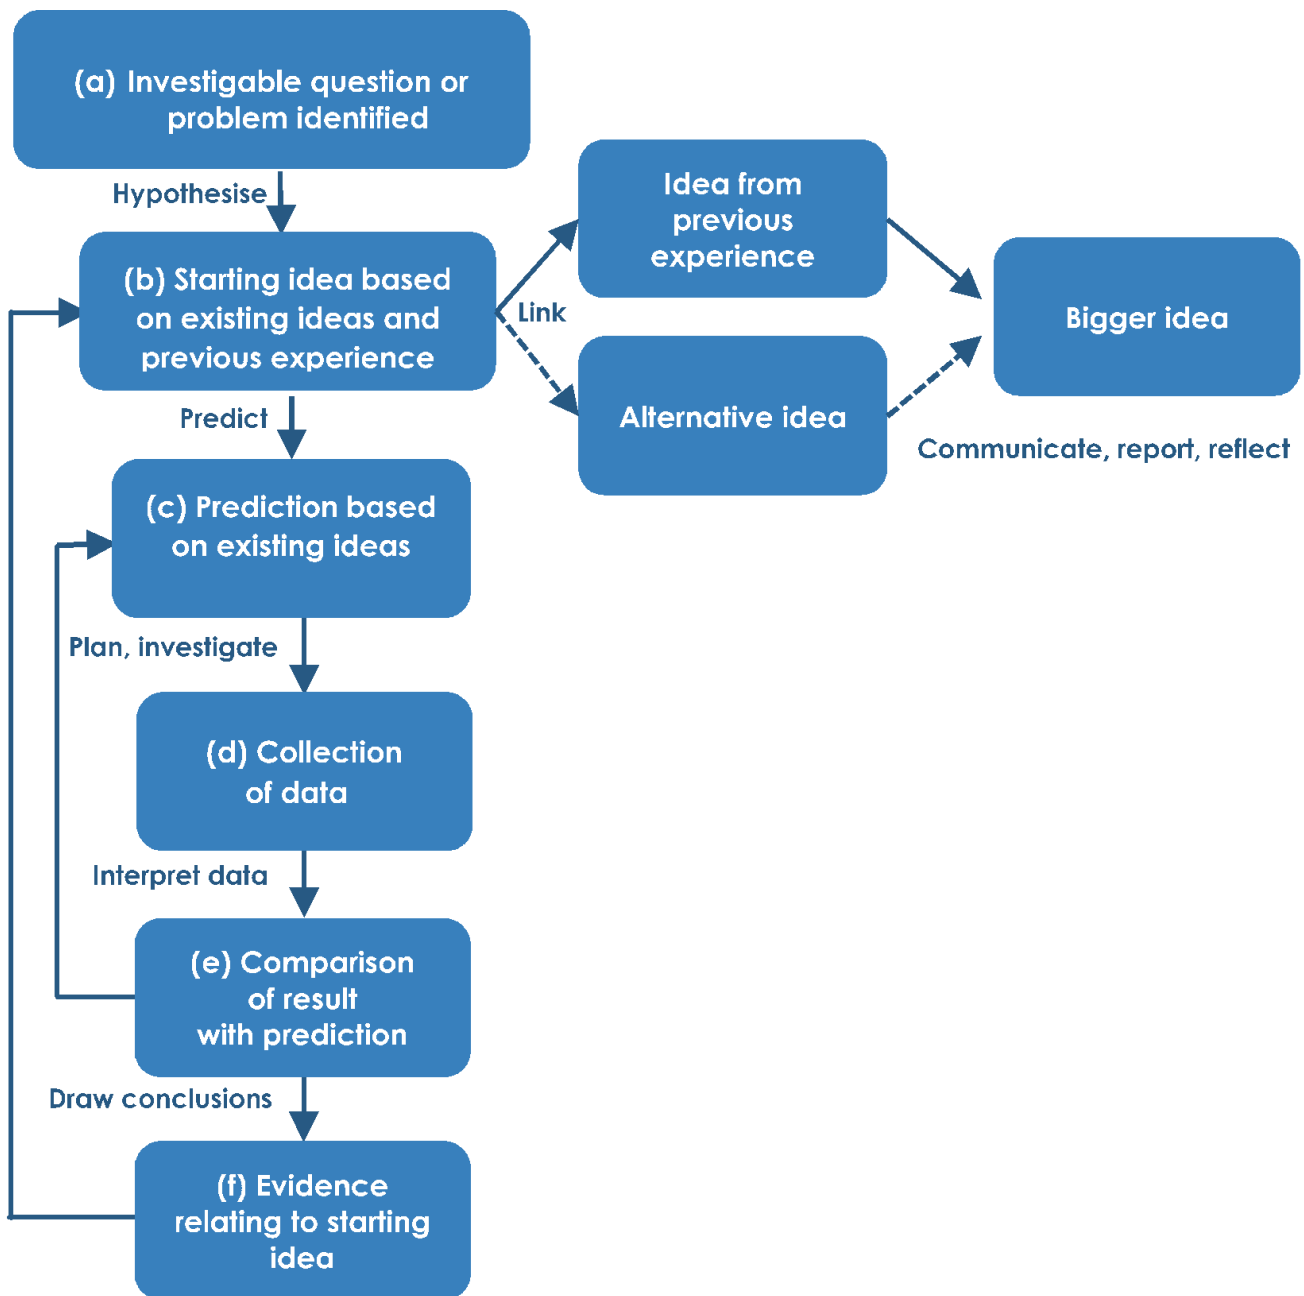 (a) Investigable question or
problem identified
Hypothesise
(b) Starting idea based
on existing ideas and
previous experience
Link
Idea from
previous
experience
Alternative idea
Bigger idea
Communicate, report, reflect
Predict
(c) Prediction based
on existing ideas
Plan, investigate
(d) Collection
of data
Interpret data
(e) Comparison
of result
with prediction
Draw conclusions
(f) Evidence
relating to starting
idea